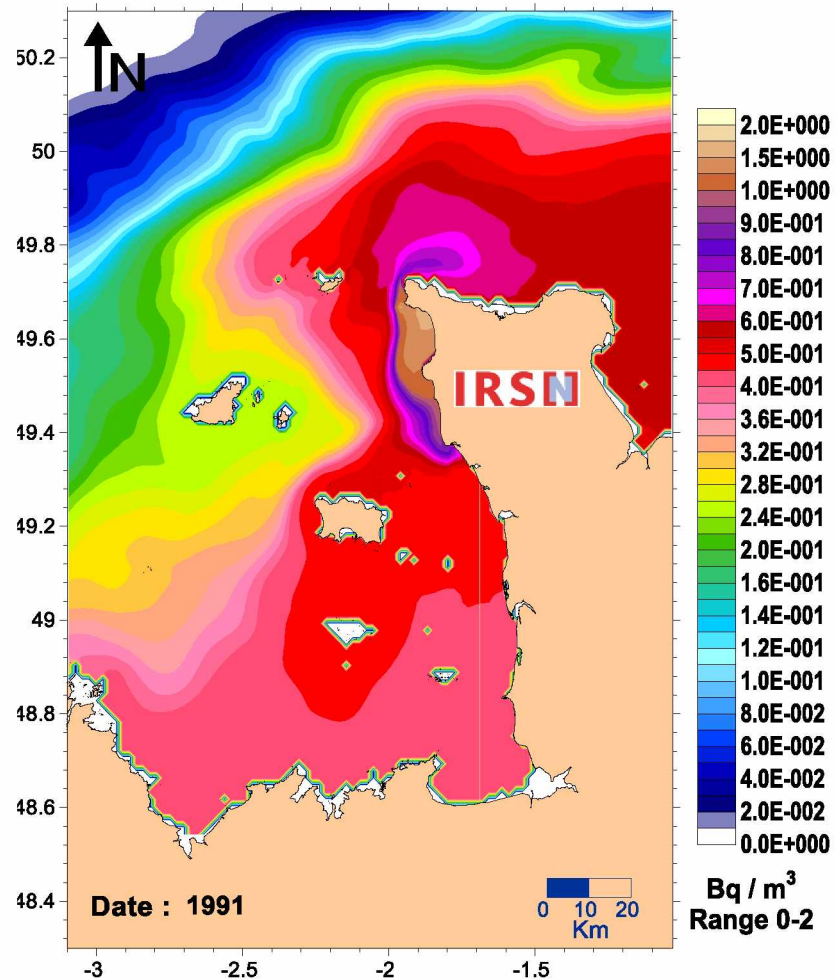 N
50.2
50
49.8
49.6
49.4
49.2
49
48.8
48.6
48.4
-3
-2.5
-2
-1.5
IRSN
Date : 1991
0 10 20
Km
2.0E+000
1.5E+000
1.0E+000
9.0E-001
8.0E-001
7.0E-001
6.0E-001
5.0E-001
4.0E-001
3.6E-001
3.2E-001
2.8E-001
2.4E-001
2.0E-001
1.6E-001
1.4E-001
1.2E-001
1.0E-001
8.0E-002
6.0E-002
4.0E-002
2.0E-002
0.0E+000
Bq / m³
Range 0-2